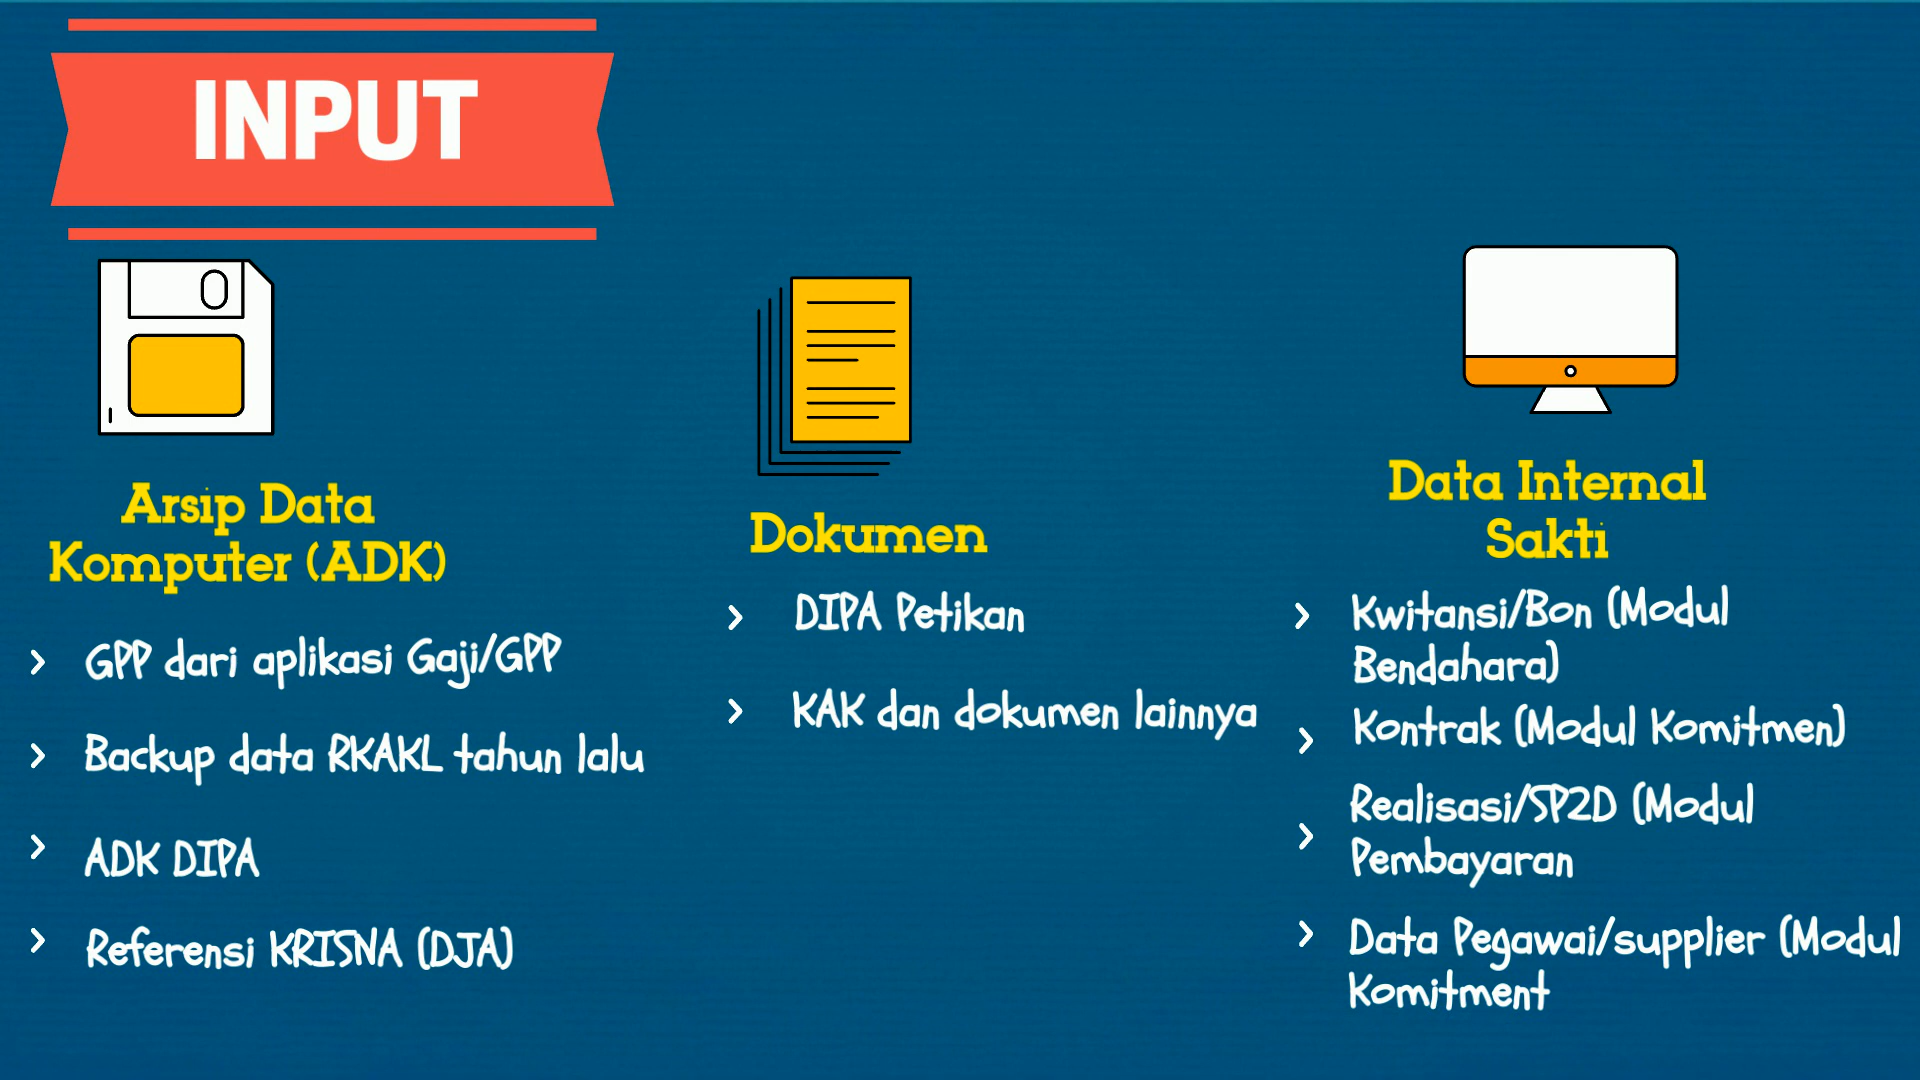 INPUT
Arsip Data
Komputer (ADK)
GPP dari aplikasi Gaji/GPP
Backup data RKAKL tahun lalu
ADK DIPA
Referensi KRISNA (DJA)
Dokumen
DIPA Petikan
KAK dan dokumen lainnya
Data Internal
Sakti
Kwitansi/Bon (Modul
Bendahara)
Kontrak (Modul Komitmen)
Realisasi/SP2D (Modul
Pembayaran
Data Pegawai/supplier (Modul
Komitment